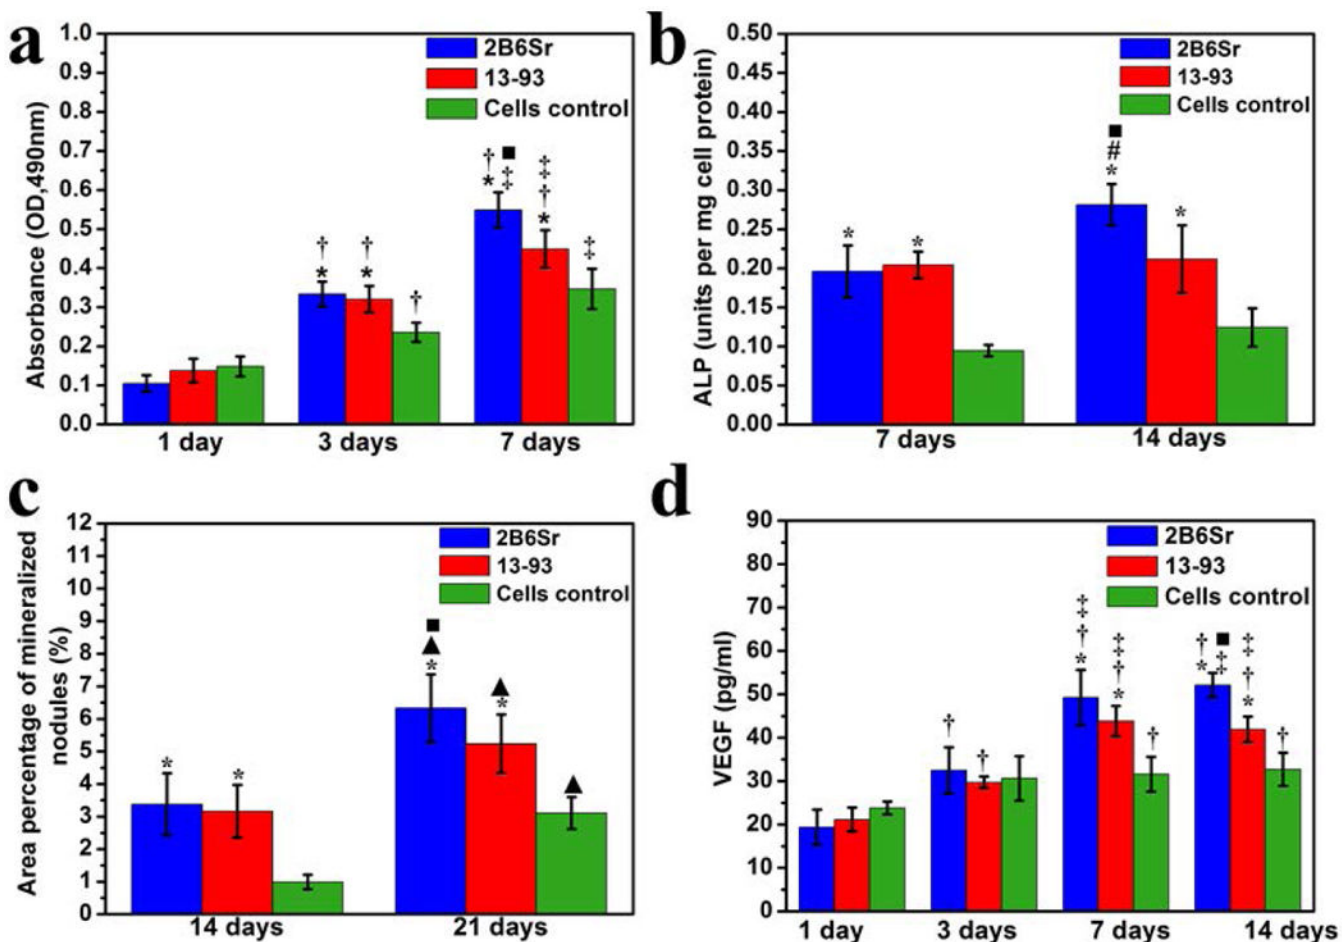 a
Absorbance (OD,490nm)
1.0
0.9
0.8
0.7
0.6
0.5
0.4
0.3
0.2
0.1
0.0
2B6Sr
13-93
Cells control
† † †
* * 
† ■ ‡ †
* ‡ † ‡
*
1 day 3 days 7 days
b
ALP (units per mg cell protein)
0.50
0.45
0.40
0.35
0.30
0.25
0.20
0.15
0.10
0.05
0.00
2B6Sr
13-93
Cells control
* *
■
#
* *
7 days 14 days
c
Area percentage of mineralized
nodules (%)
12
11
10
9
8
7
6
5
4
3
2
1
0
2B6Sr
13-93
Cells control
* *
■
▲ ▲ ▲
* *
14 days 21 days
d
VEGF (pg/ml)
90
80
70
60
50
40
30
20
10
0
2B6Sr
13-93
Cells control
† †
‡ ‡
† † †
* *
† ■ ‡
* ‡ † †
*
1 day 3 days 7 days 14 days